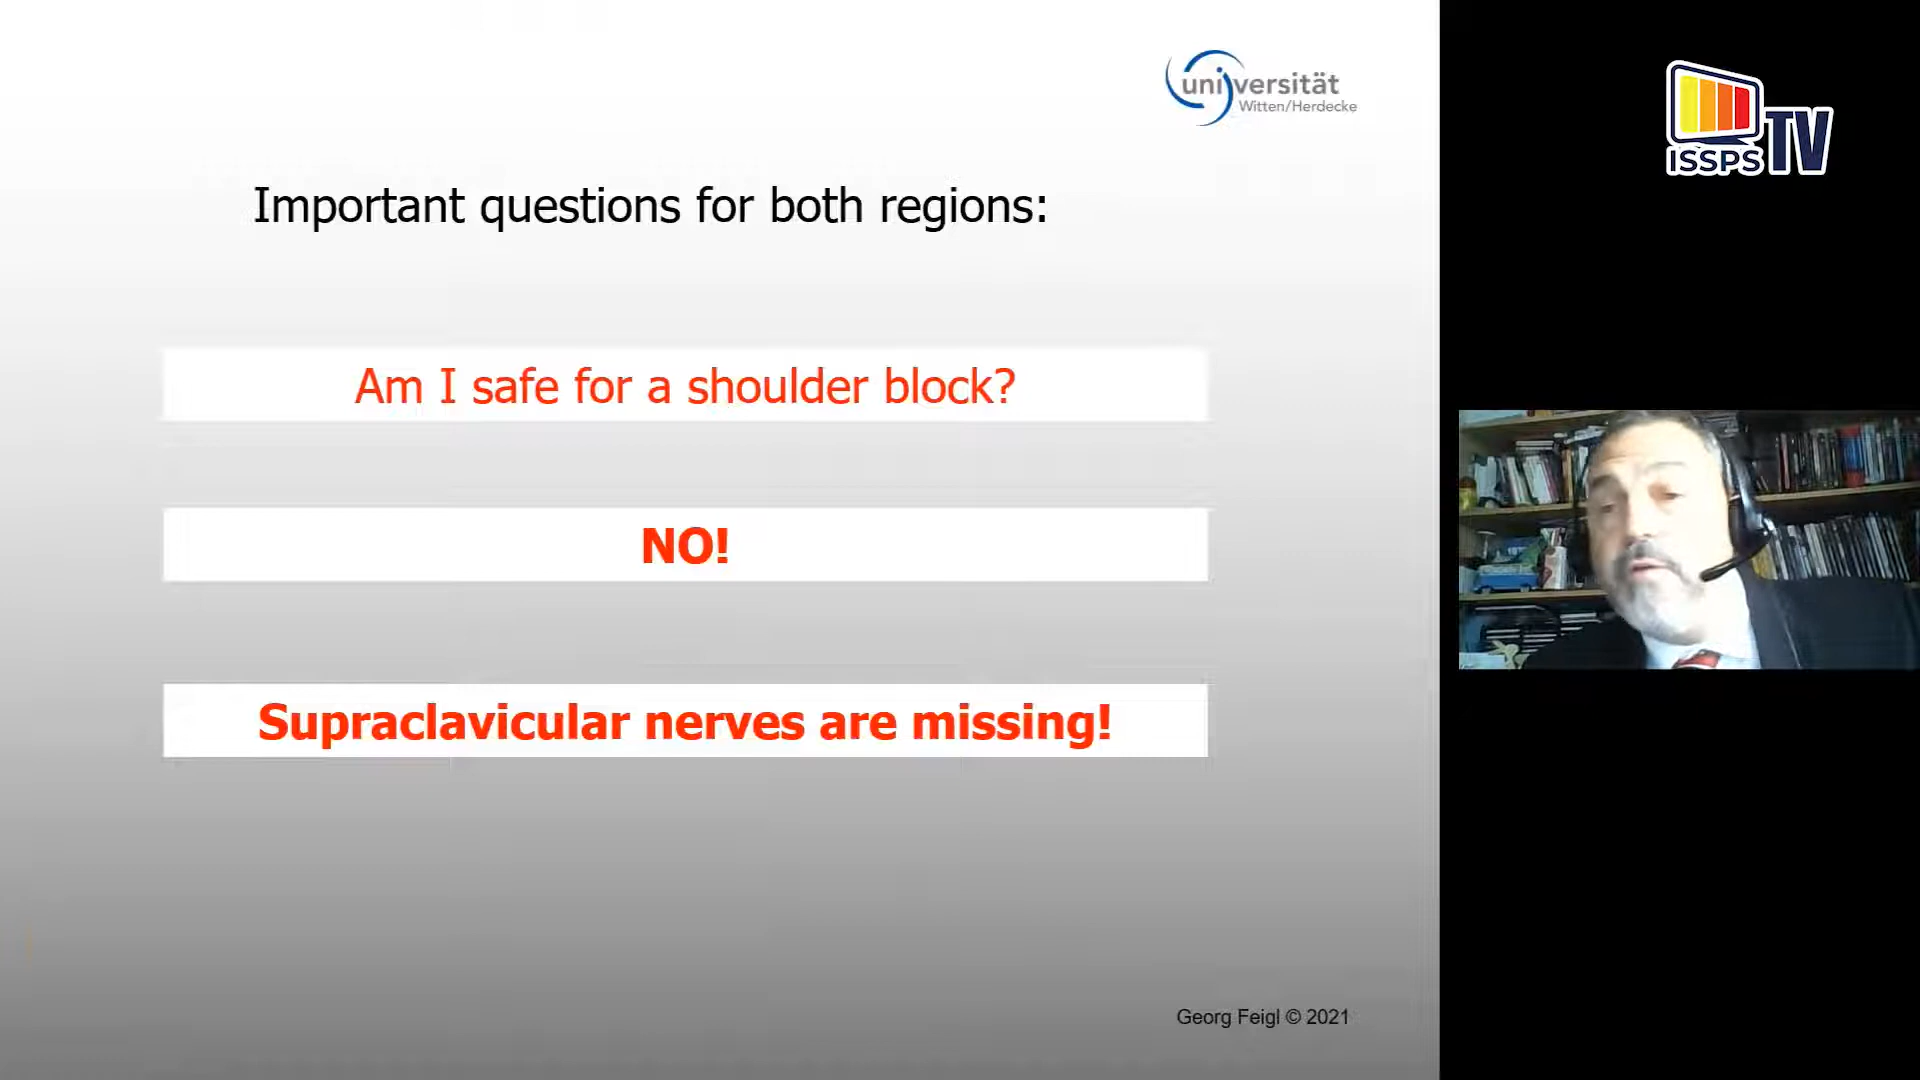 universität
Witten/Herdecke
ISSPS TV
Important questions for both regions:
Am I safe for a shoulder block?
NO!
Supraclavicular nerves are missing!
Georg Feigl © 2021